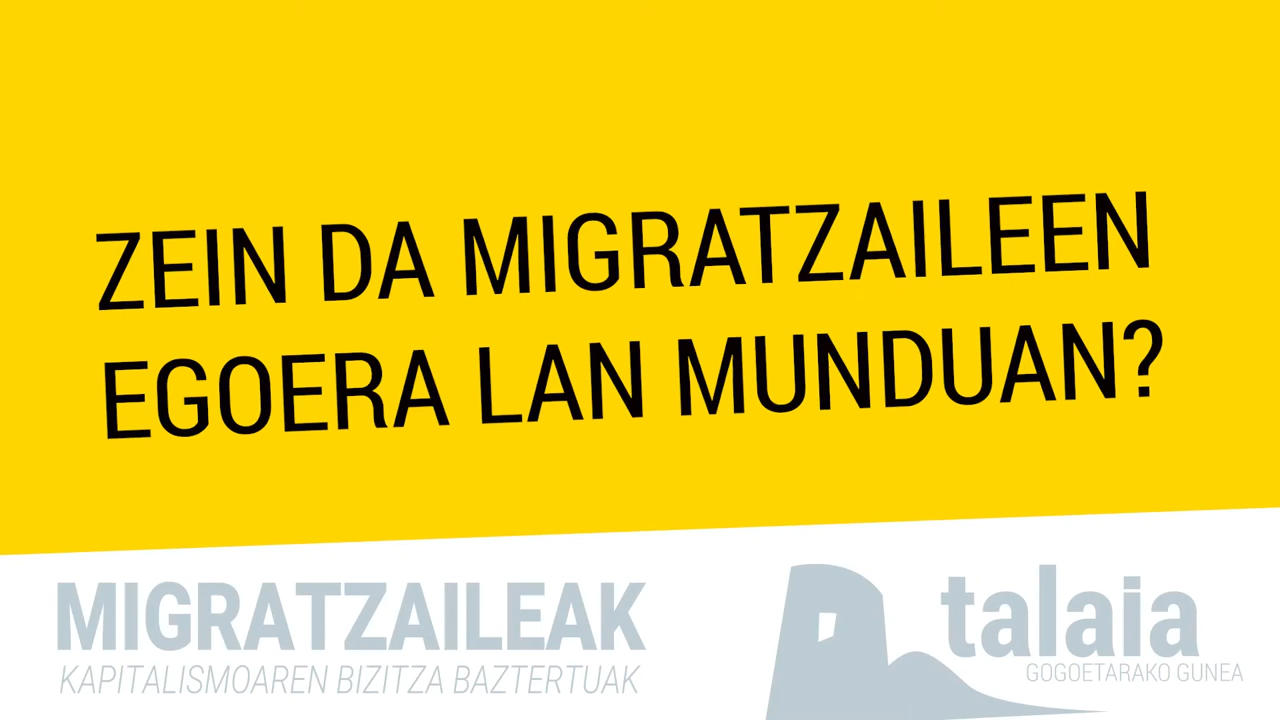 ZEIN DA MIGRATZAILEEN
EGOERA LAN MUNDUAN?
MIGRATZAILEAK
KAPITALISMOAREN BIZITZA BAZTERTUAK
talaia
GOGOETARAKO GUNEA